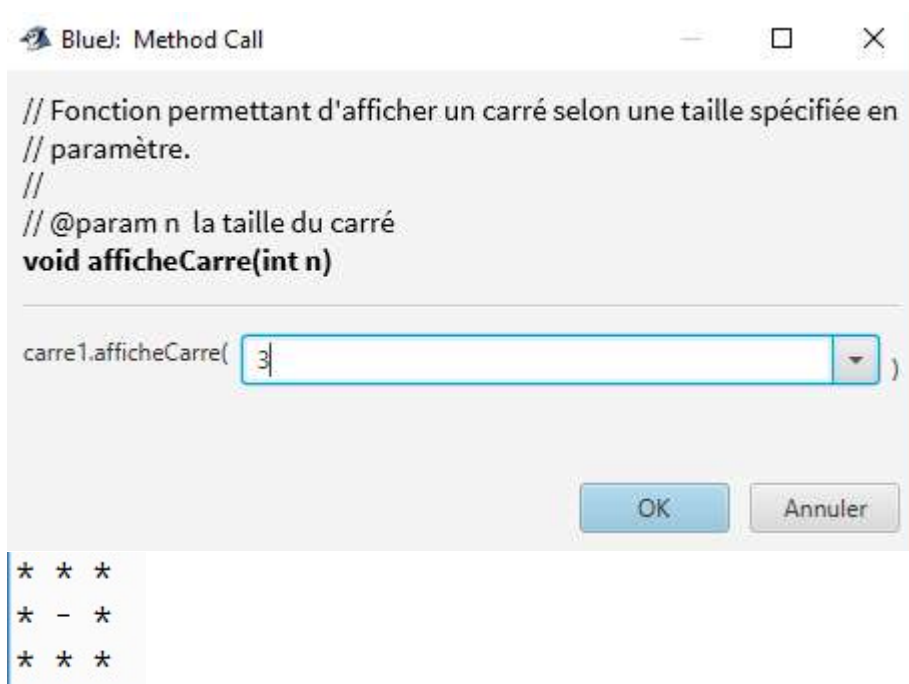 BlueJ: Method Call
// Fonction permettant d'afficher un carré selon une taille spécifiée en
// paramètre.
//
// @param n la taille du carré
void afficheCarre(int n)
carre1.afficheCarre( 3 )
OK Annuler
* * *
* - *
* * *